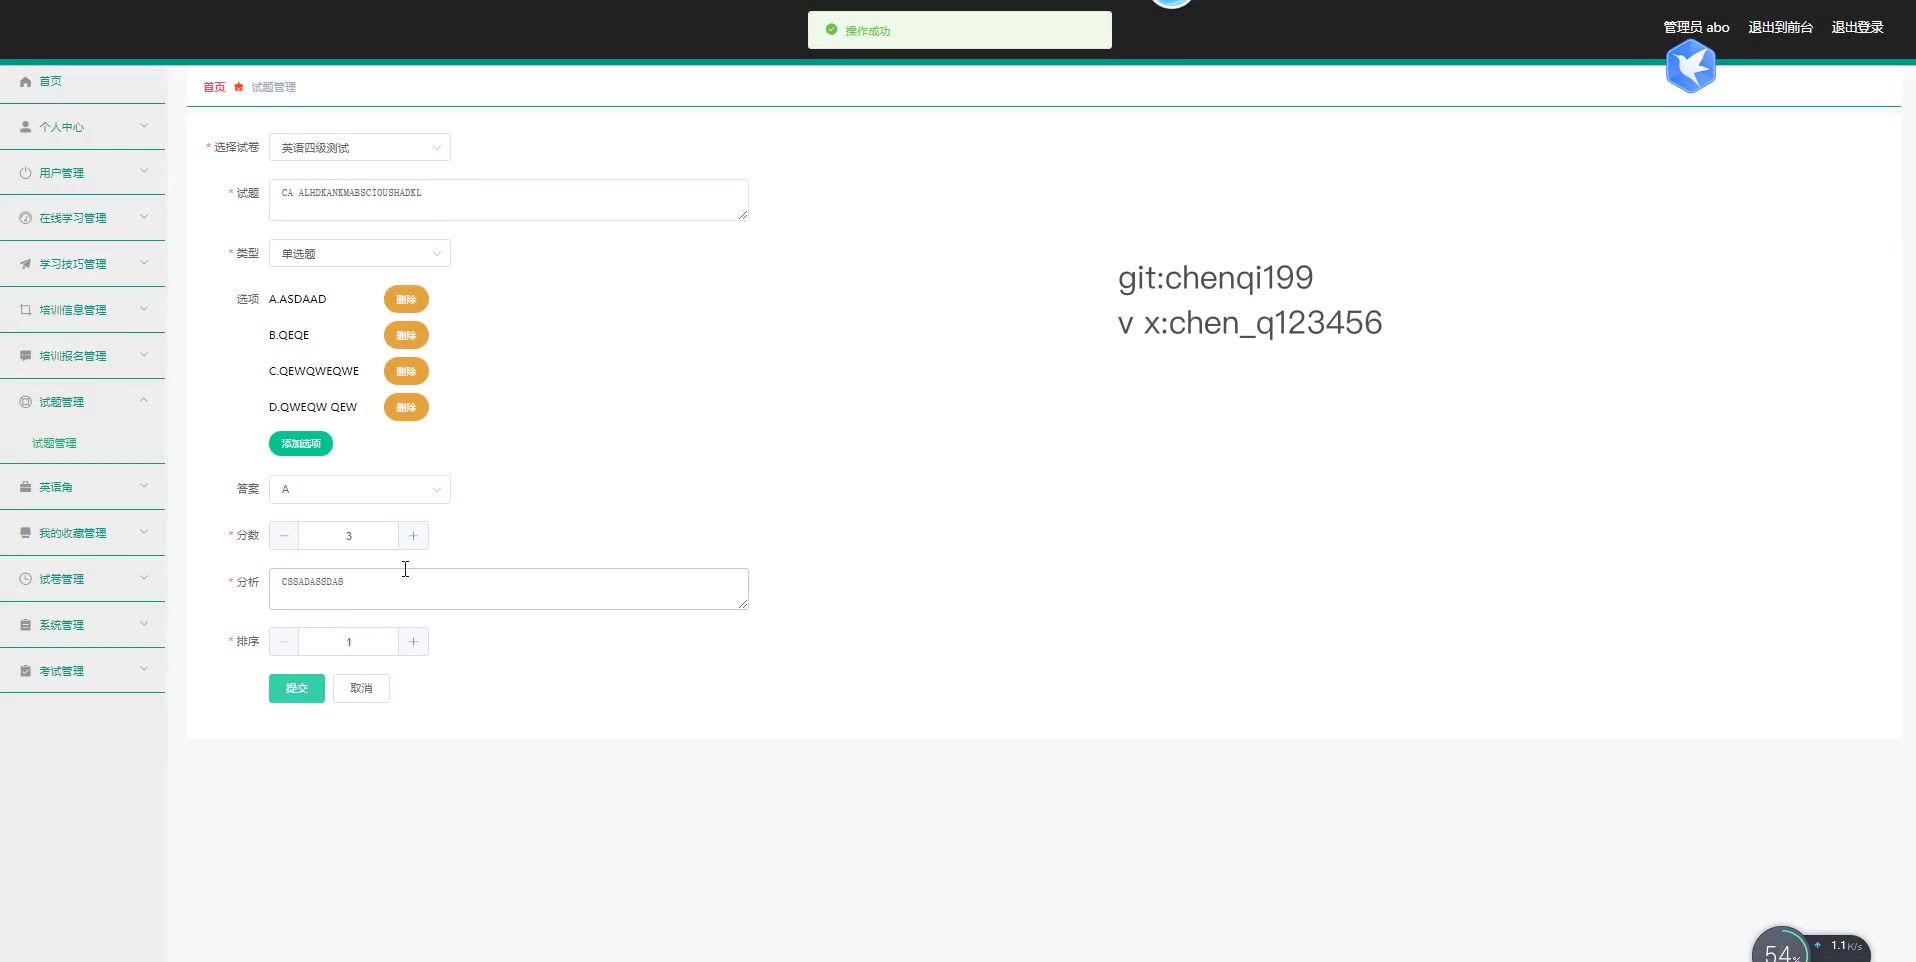 操作成功
管理员 abo 退出到前台 退出登录
首页
个人中心
用户管理
在线学习管理
学习技巧管理
培训信息管理
培训报名管理
试题管理
试题管理
英语角
我的收藏管理
试卷管理
系统管理
考试管理
首页 试题管理
* 选择试卷 英语四级测试
* 试题 CA ALHDKANKMABSCIOUSHADKL
* 类型 单选题
选项 A.ASDAAD 删除
B.QEQE 删除
C.QEWQWEQWE 删除
D.QWEQW QEW 删除
添加选项
答案 A
* 分数 3
* 分析 CSSADASSDAS
* 排序 1
提交 取消
git:chenqi199
v x:chen_q123456
54% 1.1K/s